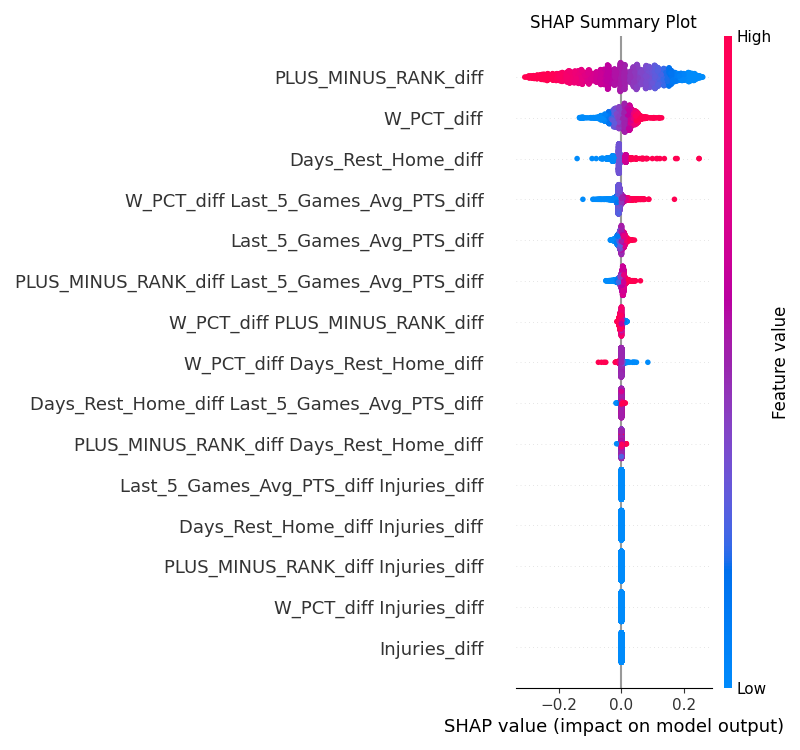 SHAP Summary Plot
High
PLUS_MINUS_RANK_diff
W_PCT_diff
Days_Rest_Home_diff
W_PCT_diff Last_5_Games_Avg_PTS_diff
Last_5_Games_Avg_PTS_diff
PLUS_MINUS_RANK_diff Last_5_Games_Avg_PTS_diff
W_PCT_diff PLUS_MINUS_RANK_diff
W_PCT_diff Days_Rest_Home_diff
Days_Rest_Home_diff Last_5_Games_Avg_PTS_diff
PLUS_MINUS_RANK_diff Days_Rest_Home_diff
Last_5_Games_Avg_PTS_diff Injuries_diff
Days_Rest_Home_diff Injuries_diff
PLUS_MINUS_RANK_diff Injuries_diff
W_PCT_diff Injuries_diff
Injuries_diff
Feature value
Low
−0.2 0.0 0.2
SHAP value (impact on model output)